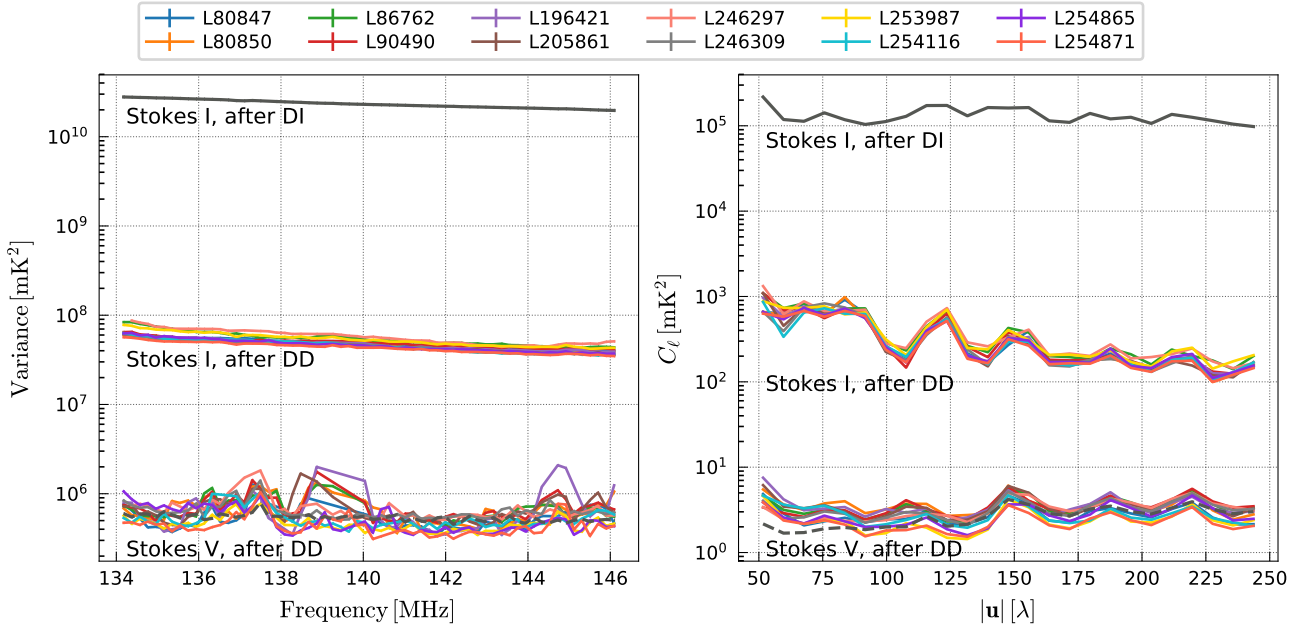 L80847 L86762 L196421 L246297 L253987 L254865
L80850 L90490 L205861 L246309 L254116 L254871
Variance [mK²]
10¹⁰
10⁹
10⁸
10⁷
10⁶
Stokes I, after DI
Stokes I, after DD
Stokes V, after DD
134 136 138 140 142 144 146
Frequency [MHz]
C_ℓ [mK²]
10⁵
10⁴
10³
10²
10¹
10⁰
Stokes I, after DI
Stokes I, after DD
Stokes V, after DD
50 75 100 125 150 175 200 225 250
|u| [λ]